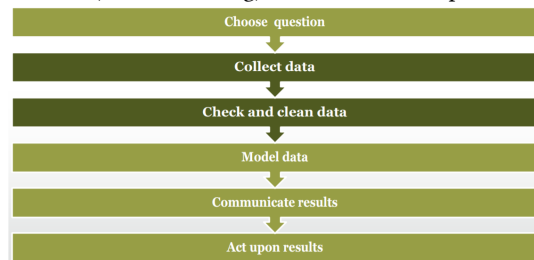 Choose question
Collect data
Check and clean data
Model data
Communicate results
Act upon results